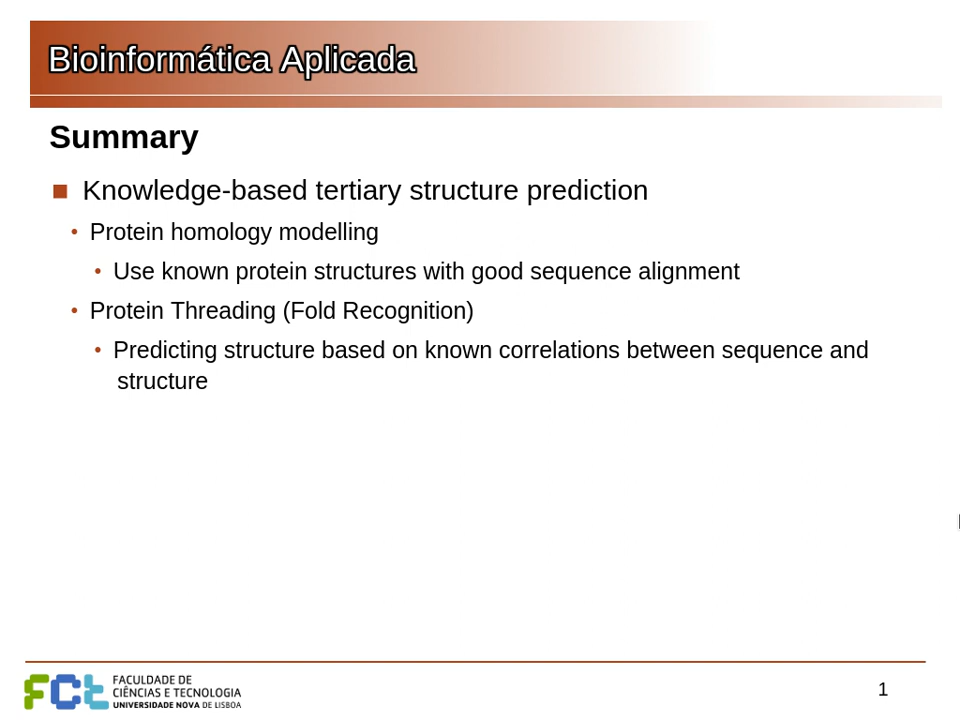 Bioinformática Aplicada
Summary
Knowledge-based tertiary structure prediction
Protein homology modelling
Use known protein structures with good sequence alignment
Protein Threading (Fold Recognition)
Predicting structure based on known correlations between sequence and
structure
FCt
FACULDADE DE
CIÊNCIAS E TECNOLOGIA
UNIVERSIDADE NOVA DE LISBOA
1